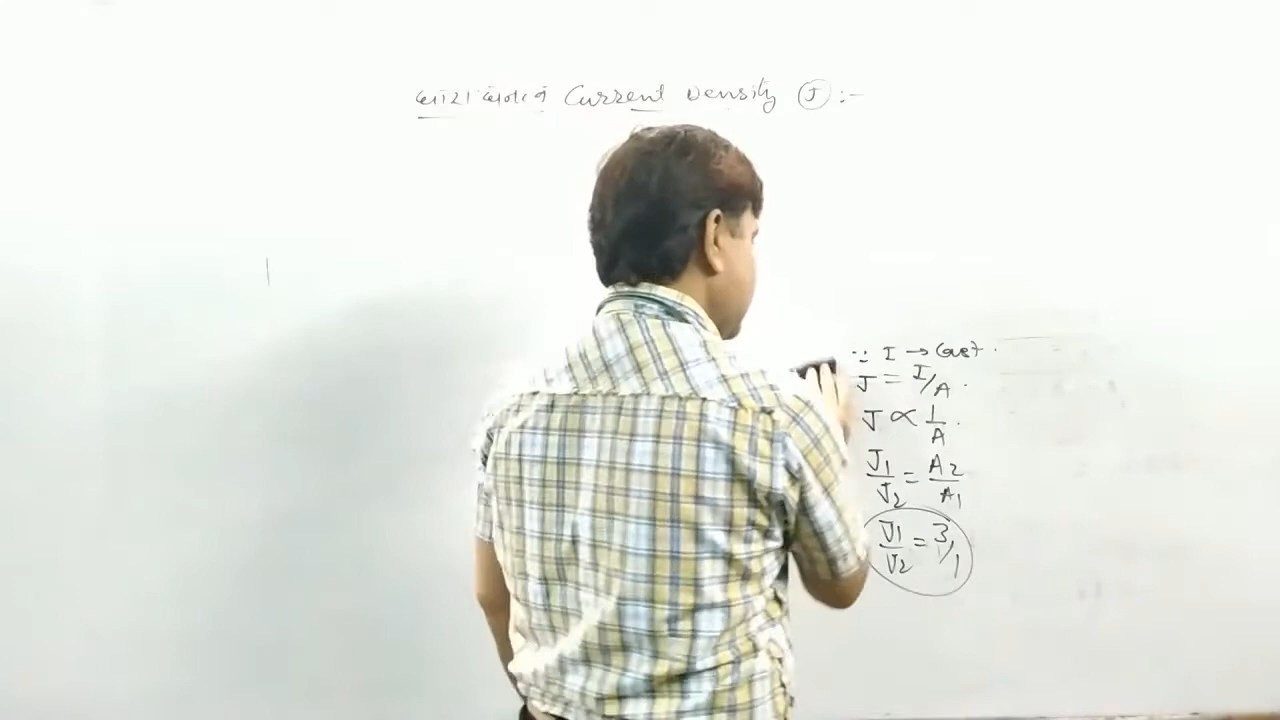 Current Density (J) :-
∵ I → Const.
J = I/A.
J ∝ 1/A.
J1/J2 = A2/A1
J1/J2 = 3/1